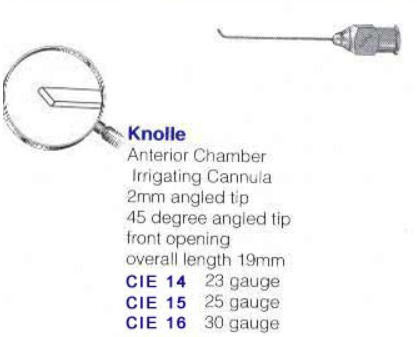 Knolle
Anterior Chamber
Irrigating Cannula
2mm angled tip
45 degree angled tip
front opening
overall length 19mm
CIE 14 23 gauge
CIE 15 25 gauge
CIE 16 30 gauge